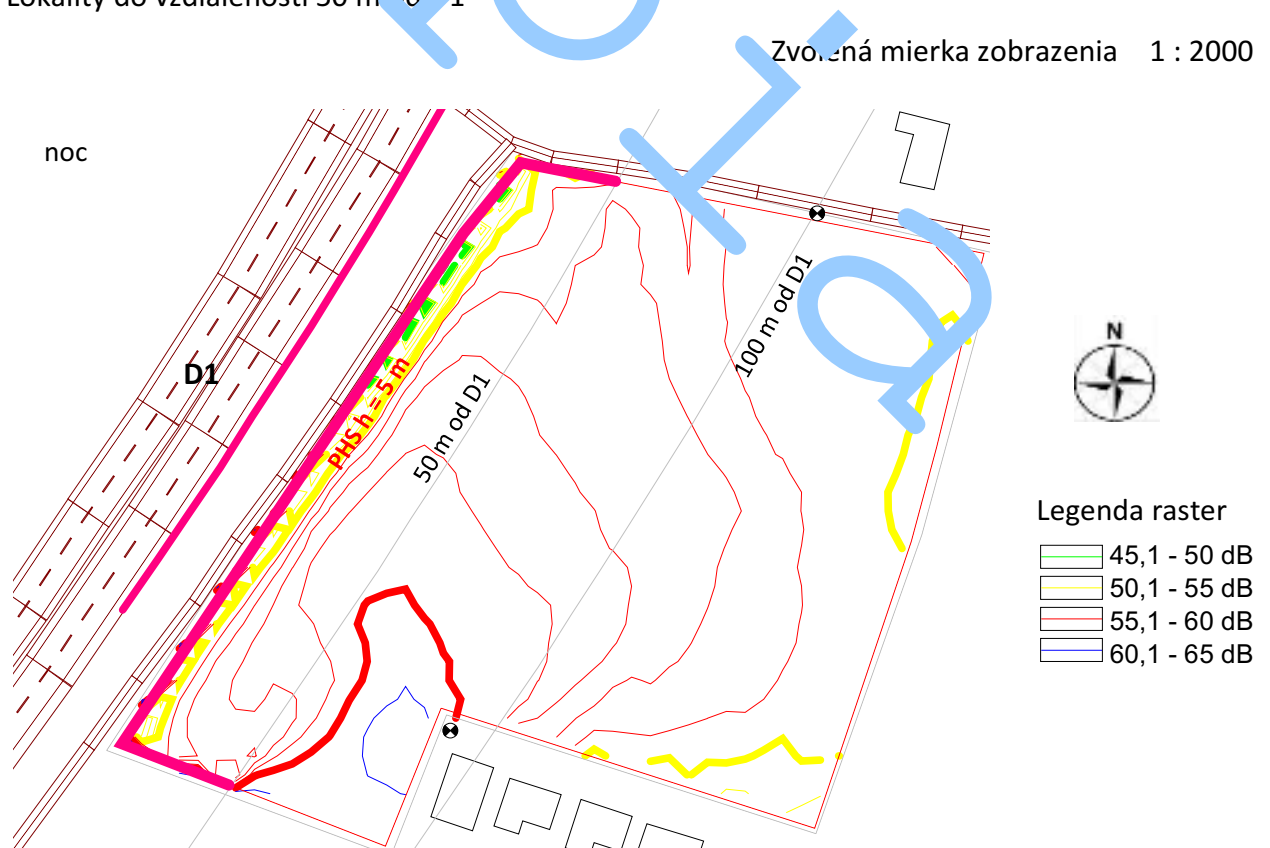 Zvolená mierka zobrazenia 1 : 2000
noc
D1
PHS h = 5 m
50 m od D1
100 m od D1
N
Legenda raster
45,1 - 50 dB
50,1 - 55 dB
55,1 - 60 dB
60,1 - 65 dB